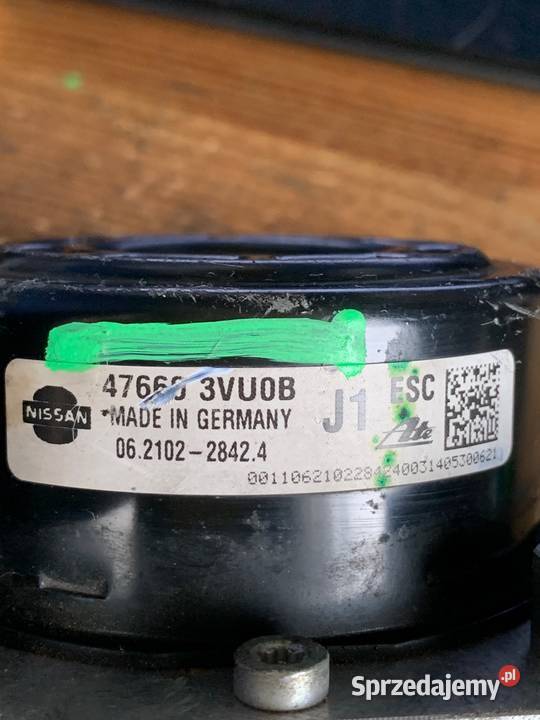 47660 3VU0B
NISSAN
MADE IN GERMANY
06.2102-2842.4
J1
ESC
Ate
0011062102284240031405300621
Sprzedajemy.pl